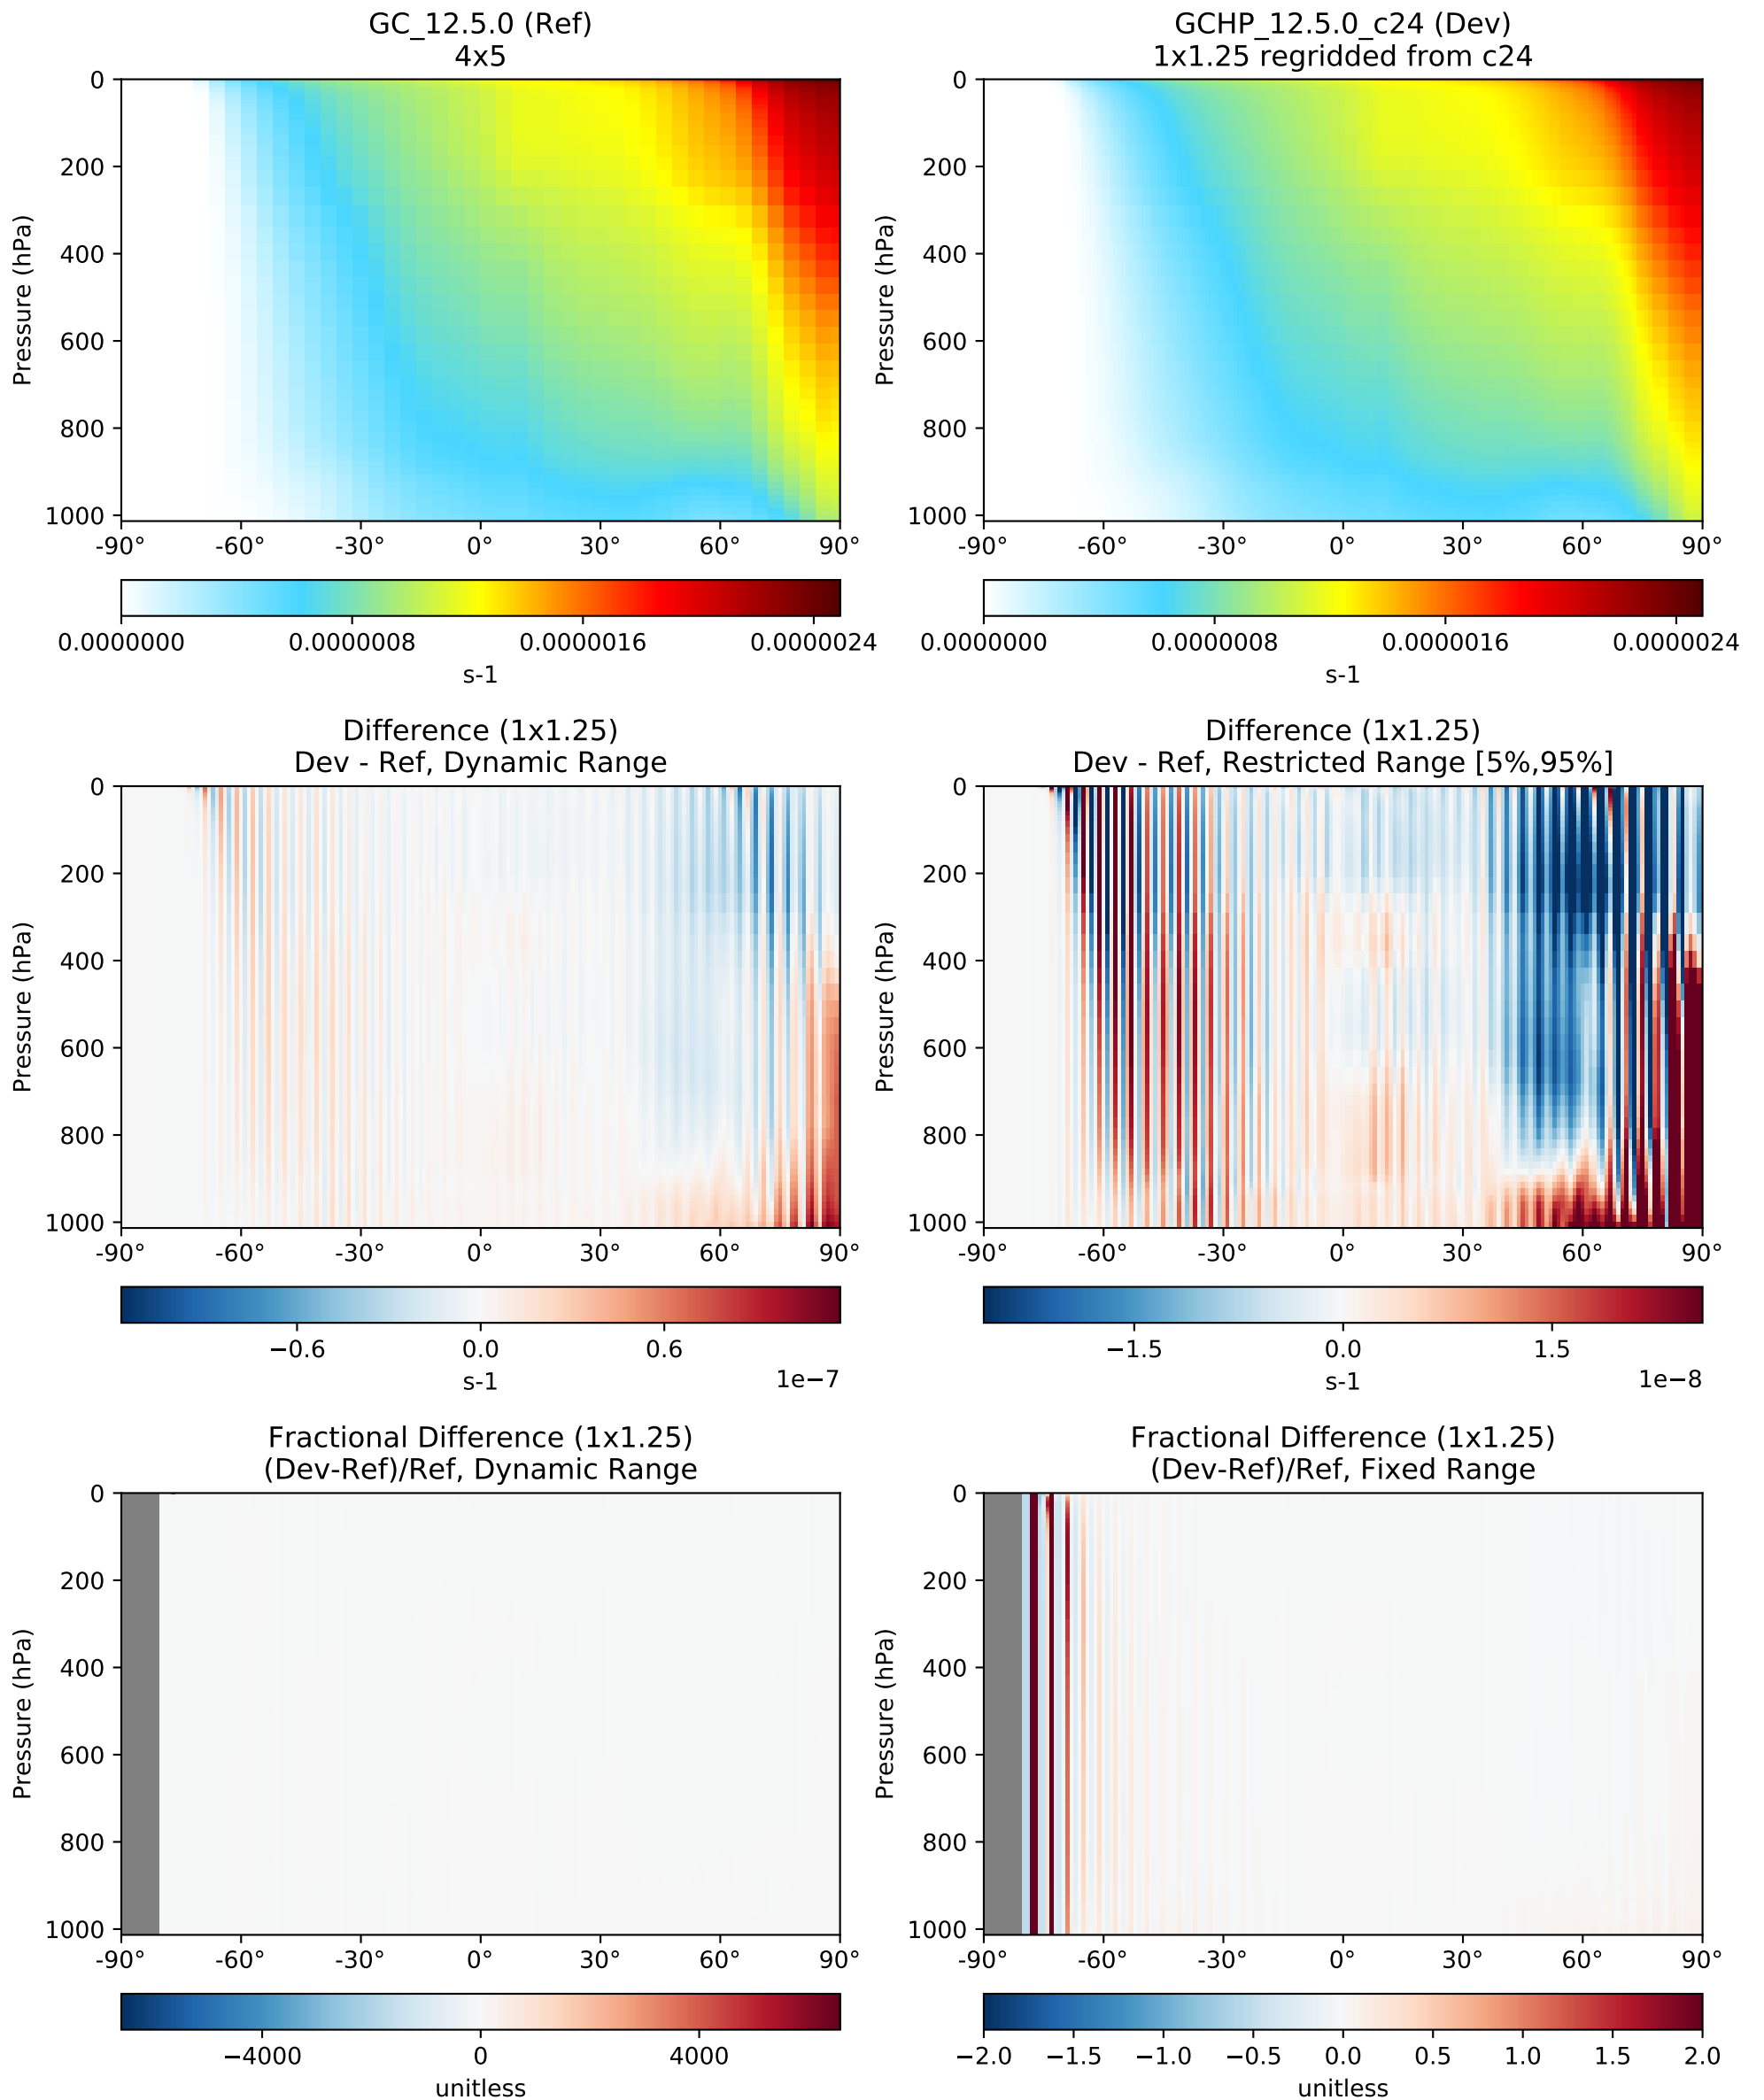 GC_12.5.0 (Ref)
4x5
GCHP_12.5.0_c24 (Dev)
1x1.25 regridded from c24
Pressure (hPa)
0
200
400
600
800
1000
-90° -60° -30° 0° 30° 60° 90°
0.0000000 0.0000008 0.0000016 0.0000024
s-1
Pressure (hPa)
0
200
400
600
800
1000
-90° -60° -30° 0° 30° 60° 90°
0.0000000 0.0000008 0.0000016 0.0000024
s-1
Difference (1x1.25)
Dev - Ref, Dynamic Range
Pressure (hPa)
0
200
400
600
800
1000
-90° -60° -30° 0° 30° 60° 90°
−0.6 0.0 0.6
s-1 1e−7
Difference (1x1.25)
Dev - Ref, Restricted Range [5%,95%]
Pressure (hPa)
0
200
400
600
800
1000
-90° -60° -30° 0° 30° 60° 90°
−1.5 0.0 1.5
s-1 1e−8
Fractional Difference (1x1.25)
(Dev-Ref)/Ref, Dynamic Range
Pressure (hPa)
0
200
400
600
800
1000
-90° -60° -30° 0° 30° 60° 90°
−4000 0 4000
unitless
Fractional Difference (1x1.25)
(Dev-Ref)/Ref, Fixed Range
Pressure (hPa)
0
200
400
600
800
1000
-90° -60° -30° 0° 30° 60° 90°
−2.0 −1.5 −1.0 −0.5 0.0 0.5 1.0 1.5 2.0
unitless